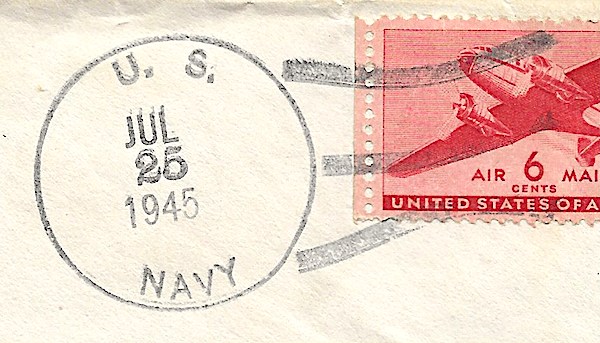 U. S.
JUL
25
1945
NAVY
AIR 6 MAI
CENTS
UNITED STATES OF A